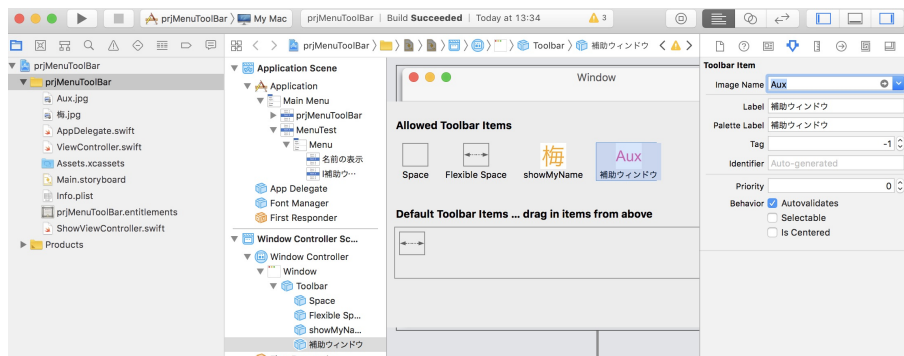 prjMenuToolBar 〉 My Mac
prjMenuToolBar | Build Succeeded | Today at 13:34
3
prjMenuToolBar
prjMenuToolBar
Aux.jpg
梅.jpg
AppDelegate.swift
ViewController.swift
Assets.xcassets
Main.storyboard
Info.plist
prjMenuToolBar.entitlements
ShowViewController.swift
Products
prjMenuToolBar 〉 〉 〉 〉 〉 〉 〉 Toolbar 〉 補助ウィンドウ
Application Scene
Application
Main Menu
prjMenuToolBar
MenuTest
Menu
名前の表示
補助ウ…
App Delegate
Font Manager
First Responder
Window Controller Sc...
Window Controller
Window
Toolbar
Space
Flexible Sp...
showMyNa...
補助ウィンドウ
Window
Allowed Toolbar Items
梅
Aux
Space
Flexible Space
showMyName
補助ウィンドウ
Default Toolbar Items ... drag in items from above
Toolbar Item
Image Name Aux
Label 補助ウィンドウ
Palette Label 補助ウィンドウ
Tag -1
Identifier Auto-generated
Priority 0
Behavior Autovalidates
Selectable
Is Centered